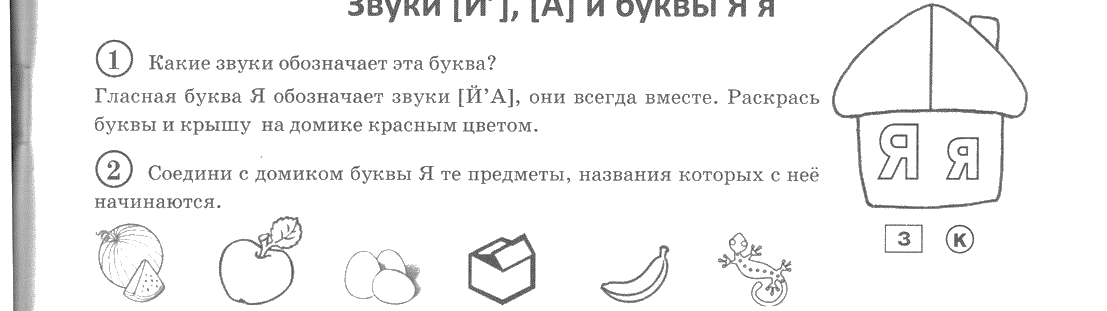 Звуки [Й’], [А] и буквы Я я
1 Какие звуки обозначает эта буква?
Гласная буква Я обозначает звуки [Й’А], они всегда вместе. Раскрась
буквы и крышу на домике красным цветом.
Я я
2 Соедини с домиком буквы Я те предметы, названия которых с неё
начинаются.
З К